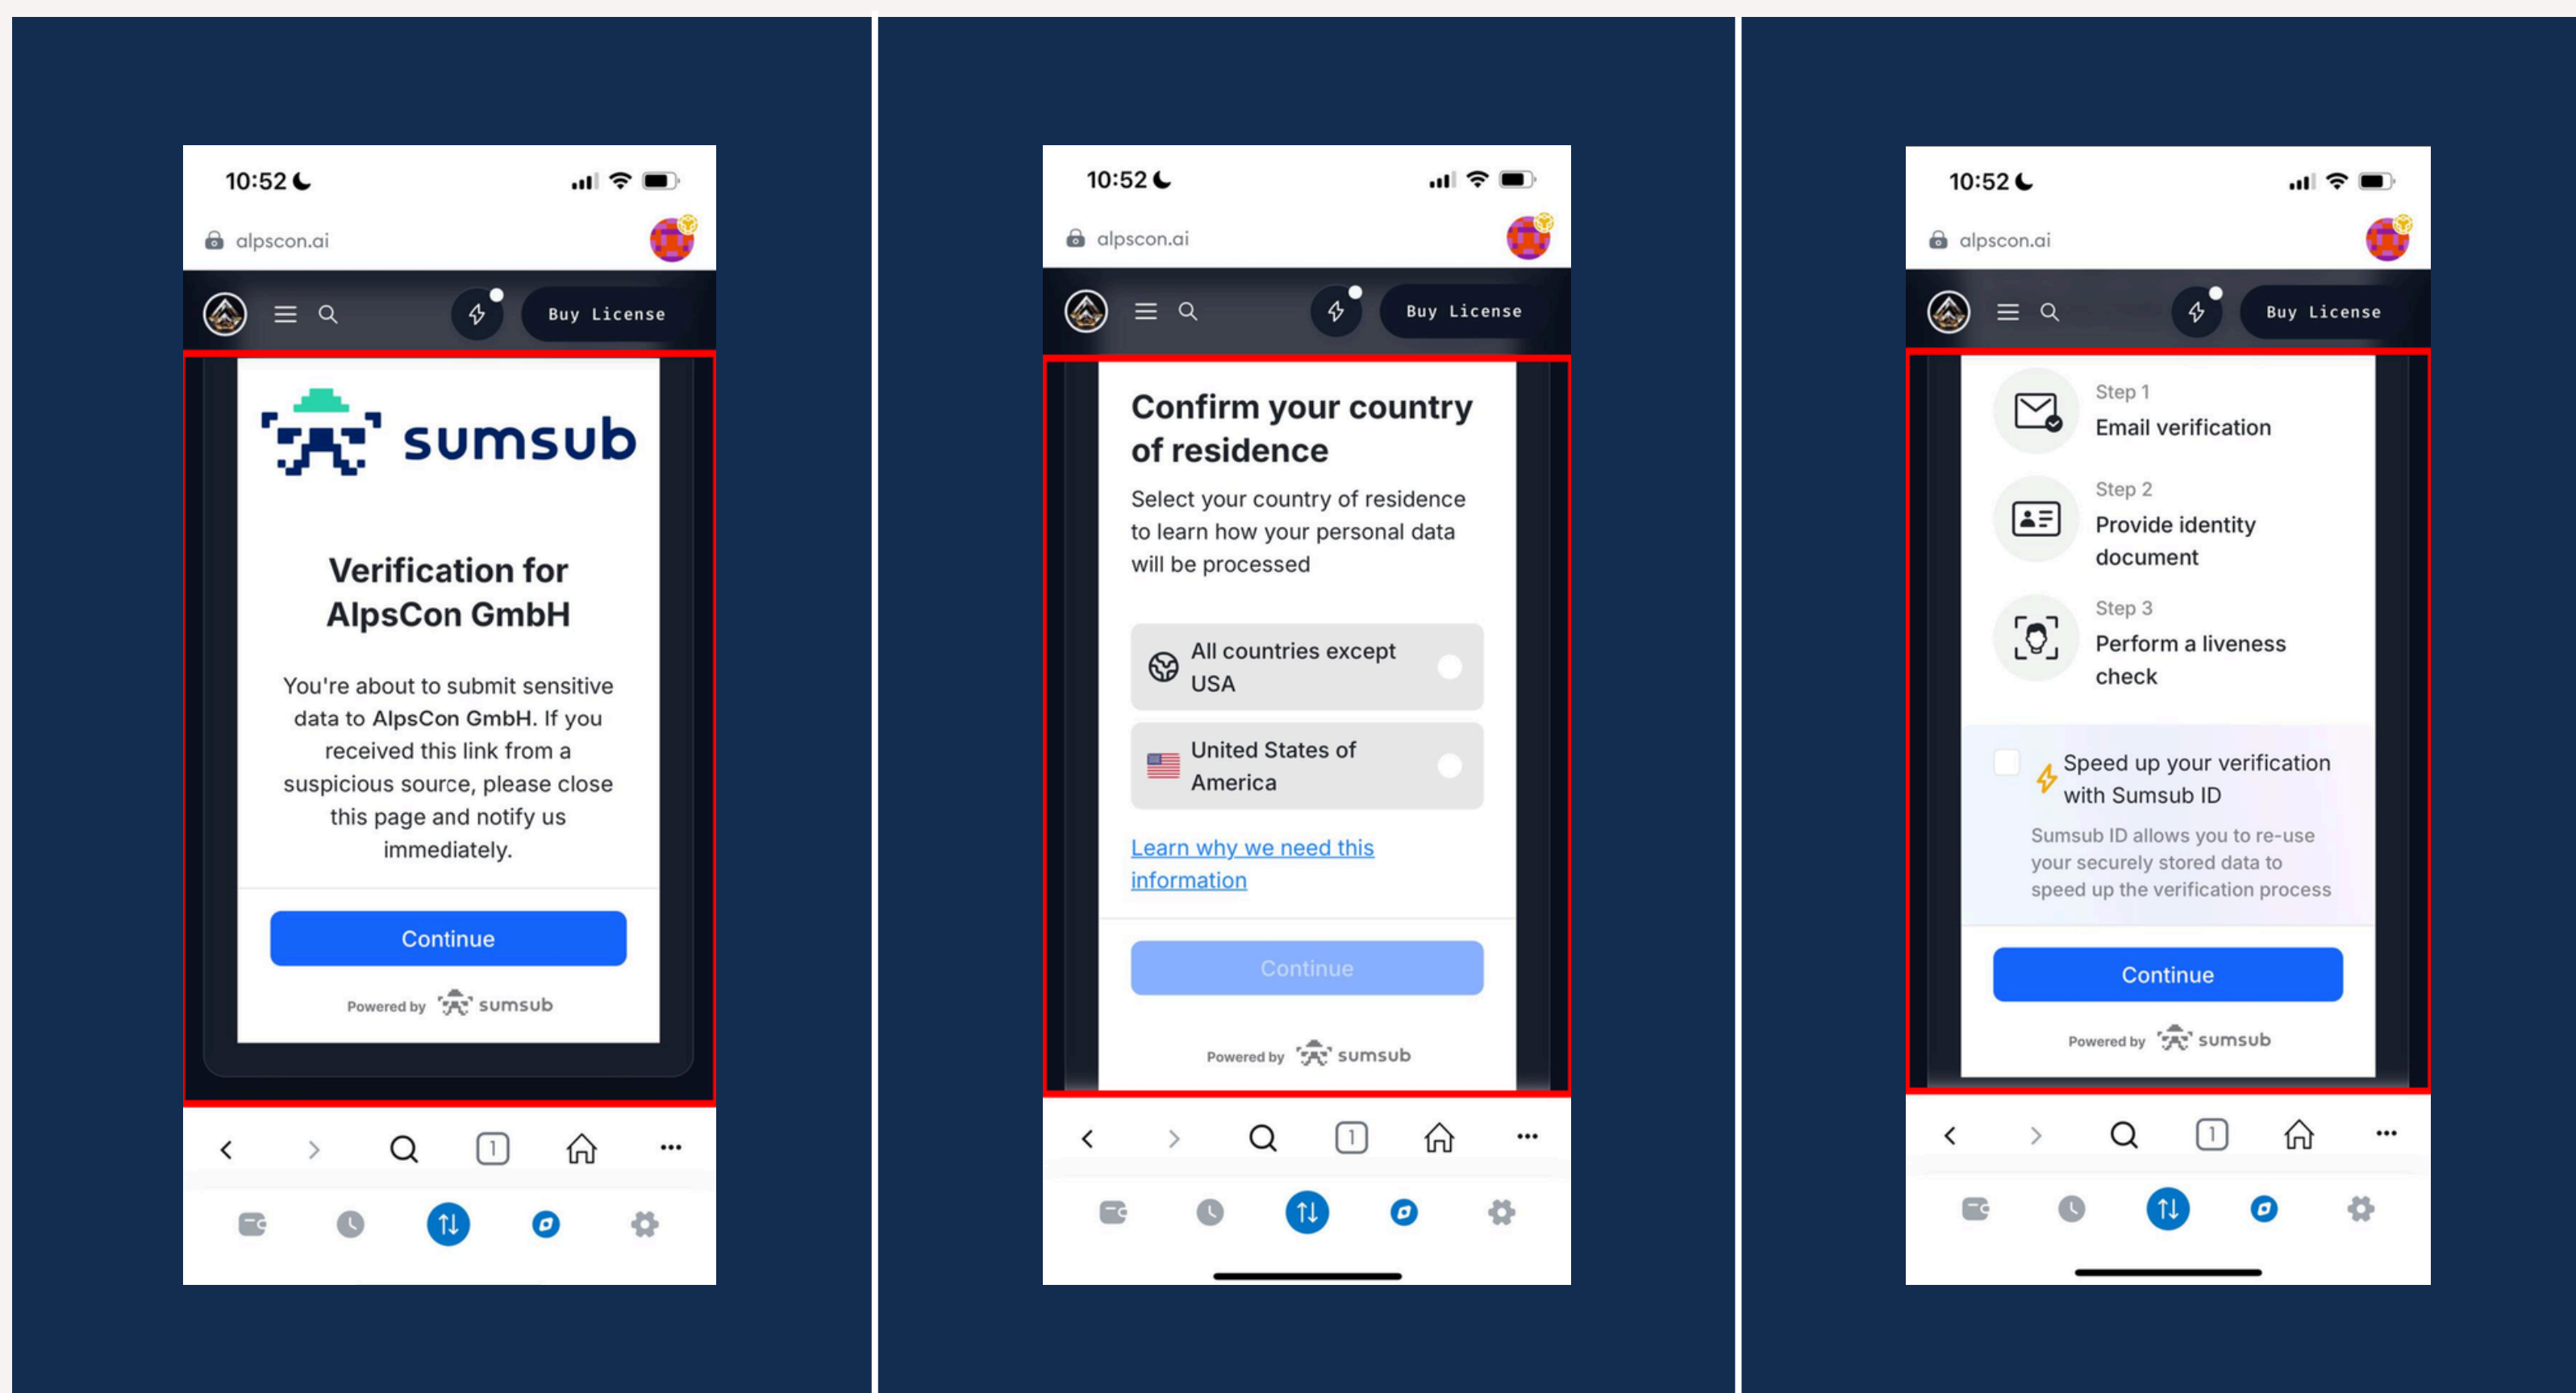 10:52
alpscon.ai
Buy License
sumsub
Verification for
AlpsCon GmbH
You're about to submit sensitive
data to AlpsCon GmbH. If you
received this link from a
suspicious source, please close
this page and notify us
immediately.
Continue
Powered by sumsub
1
10:52
alpscon.ai
Buy License
Confirm your country
of residence
Select your country of residence
to learn how your personal data
will be processed
All countries except
USA
United States of
America
Learn why we need this
information
Continue
Powered by sumsub
1
10:52
alpscon.ai
Buy License
Step 1
Email verification
Step 2
Provide identity
document
Step 3
Perform a liveness
check
Speed up your verification
with Sumsub ID
Sumsub ID allows you to re-use
your securely stored data to
speed up the verification process
Continue
Powered by sumsub
1